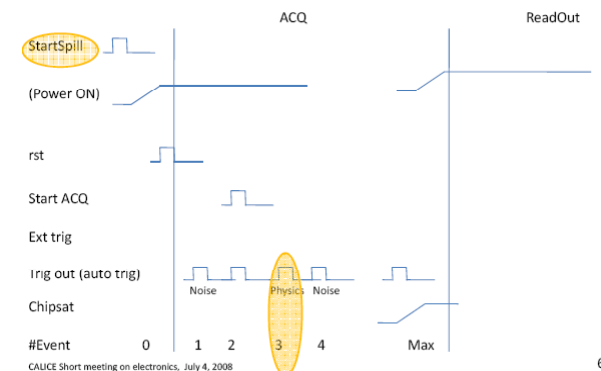 ACQ ReadOut
StartSpill
(Power ON)
rst
Start ACQ
Ext trig
Trig out (auto trig)
Noise Physics Noise
Chipsat
#Event 0 1 2 3 4 Max
CALICE Short meeting on electronics, July 4, 2008
6